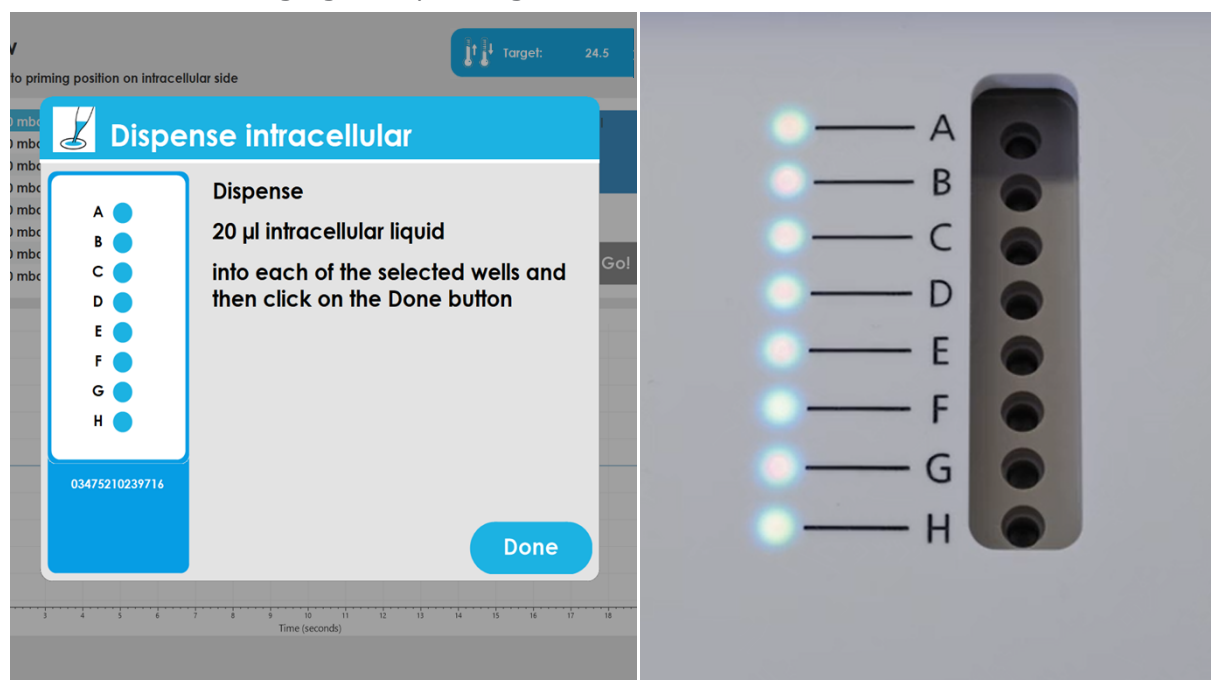 Target: 24.5
to priming position on intracellular side
Dispense intracellular
Dispense
20 µl intracellular liquid
into each of the selected wells and
then click on the Done button
A
B
C
D
E
F
G
H
03475210239716
Go!
Done
3 4 5 6 7 8 9 10 11 12 13 14 15 16 17 18
Time (seconds)
A
B
C
D
E
F
G
H